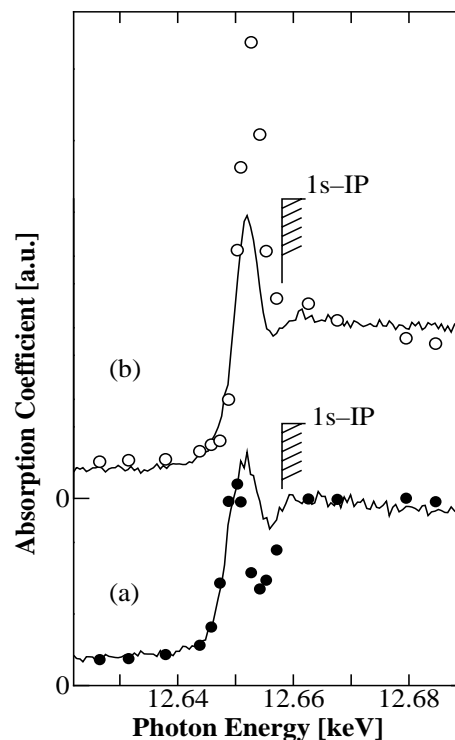 Absorption Coefficient [a.u.]
1s–IP
(b)
1s–IP
0
(a)
0
12.64
12.66
12.68
Photon Energy [keV]